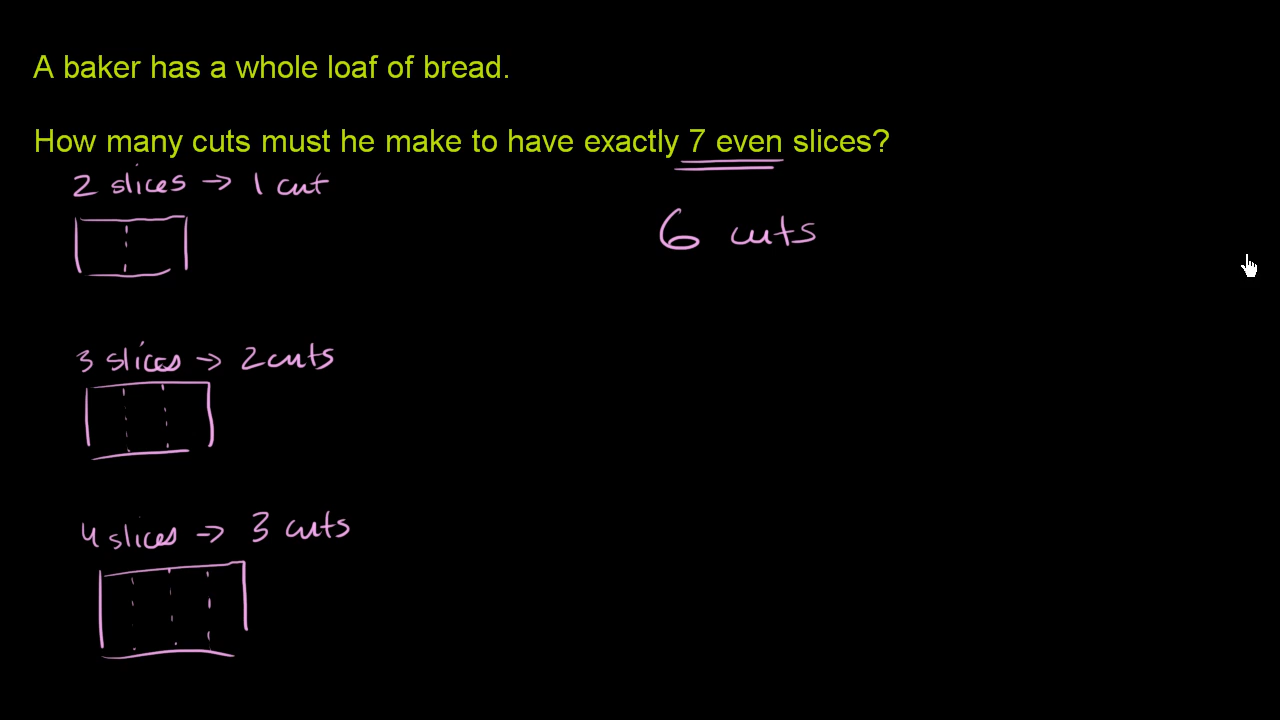 A baker has a whole loaf of bread.
How many cuts must he make to have exactly 7 even slices?
2 slices → 1 cut
6 cuts
3 slices → 2 cuts
4 slices → 3 cuts